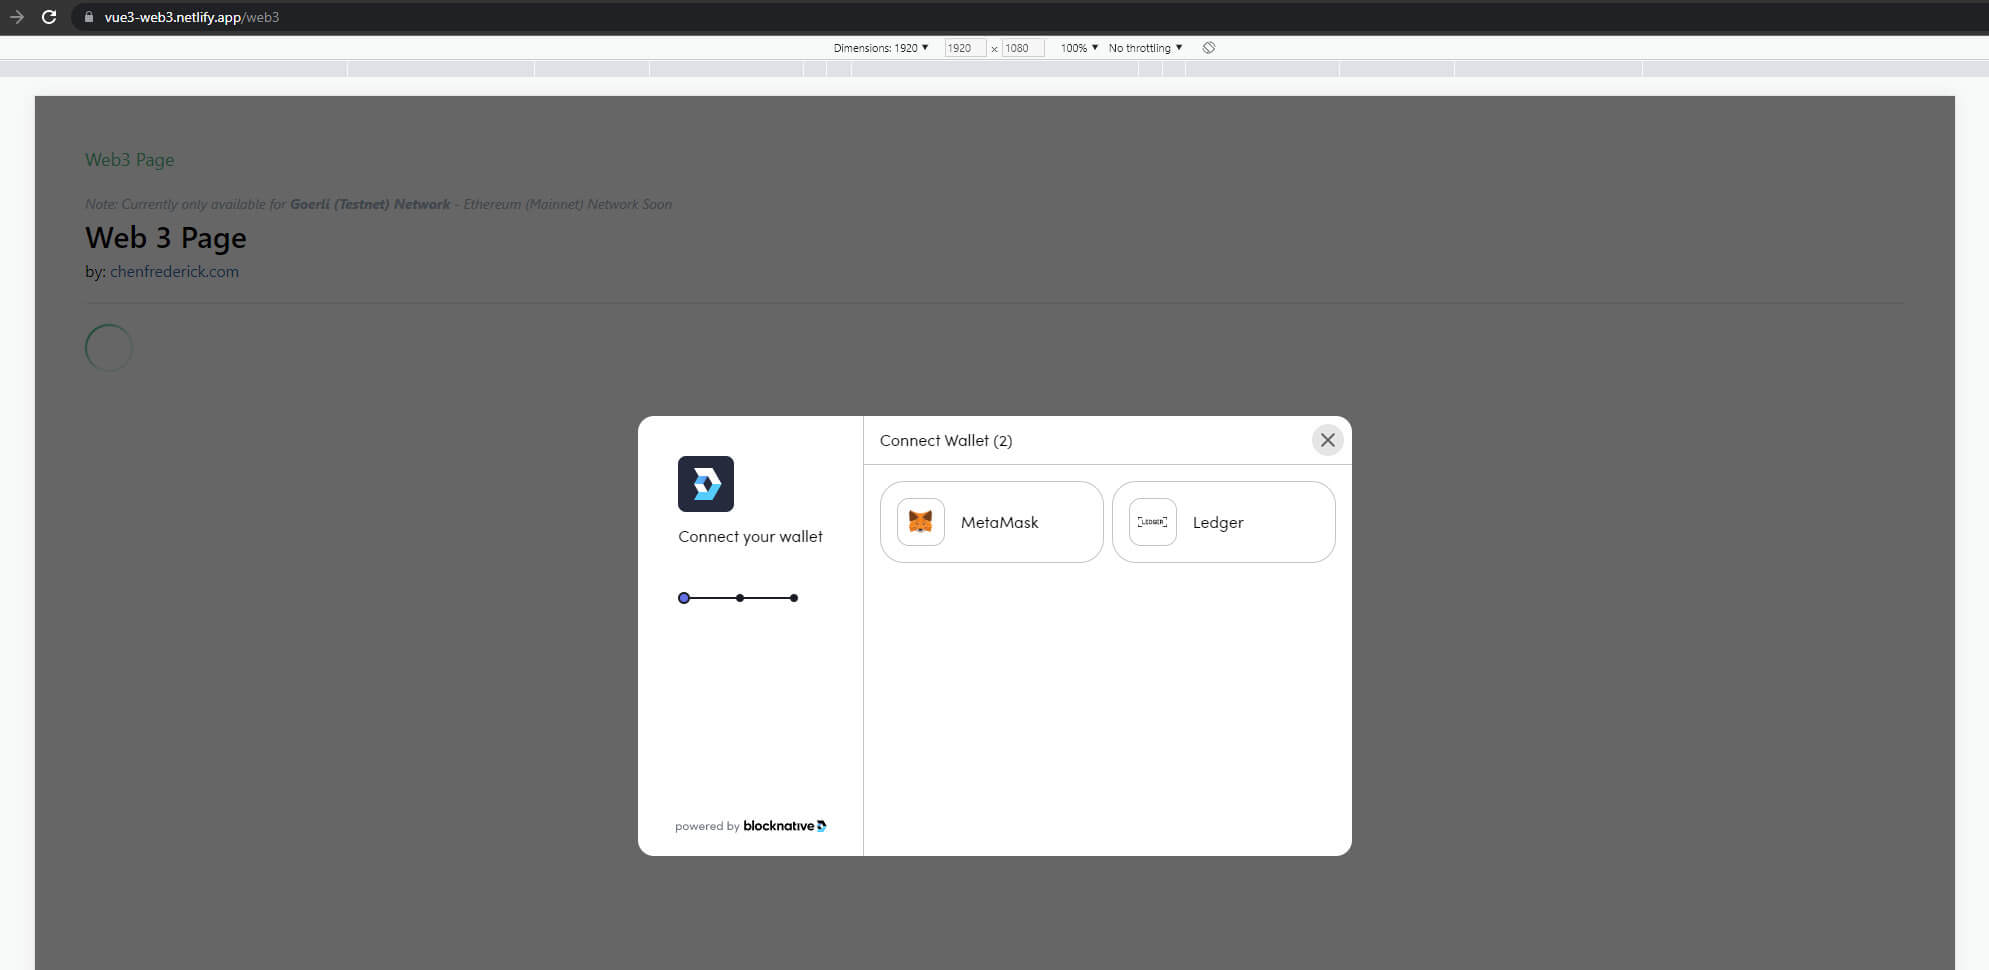 vue3-web3.netlify.app/web3
Dimensions: 1920 ▼ 1920 x 1080 100% ▼ No throttling ▼
Web3 Page
Note: Currently only available for Goerli (Testnet) Network - Ethereum (Mainnet) Network Soon
Web 3 Page
by: chenfrederick.com
Connect your wallet
powered by blocknative
Connect Wallet (2)
MetaMask
LEDGER
Ledger